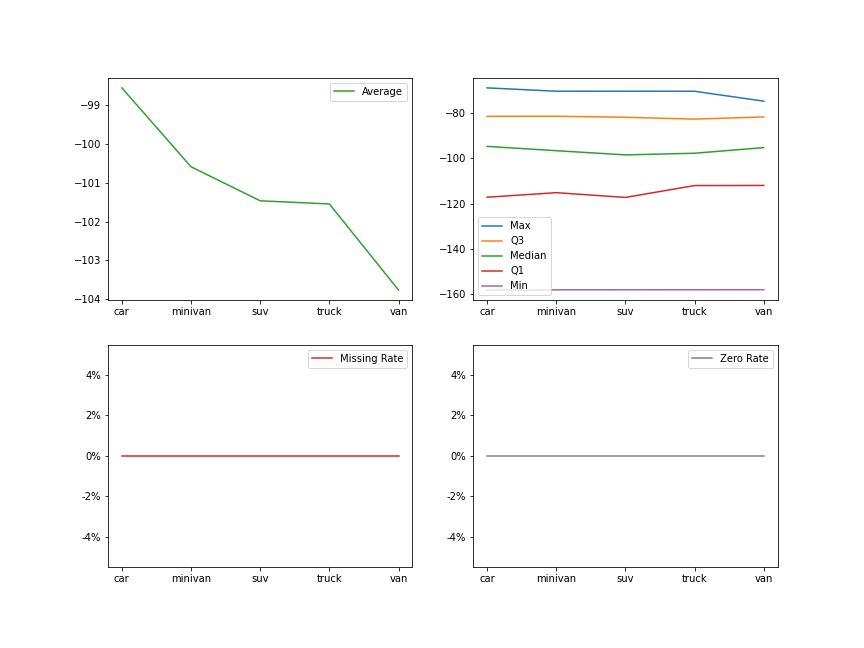 Average
−99
−100
−101
−102
−103
−104
car minivan suv truck van
−80
−100
−120
−140
−160
Max
Q3
Median
Q1
Min
car minivan suv truck van
Missing Rate
4%
2%
0%
-2%
-4%
car minivan suv truck van
Zero Rate
4%
2%
0%
-2%
-4%
car minivan suv truck van